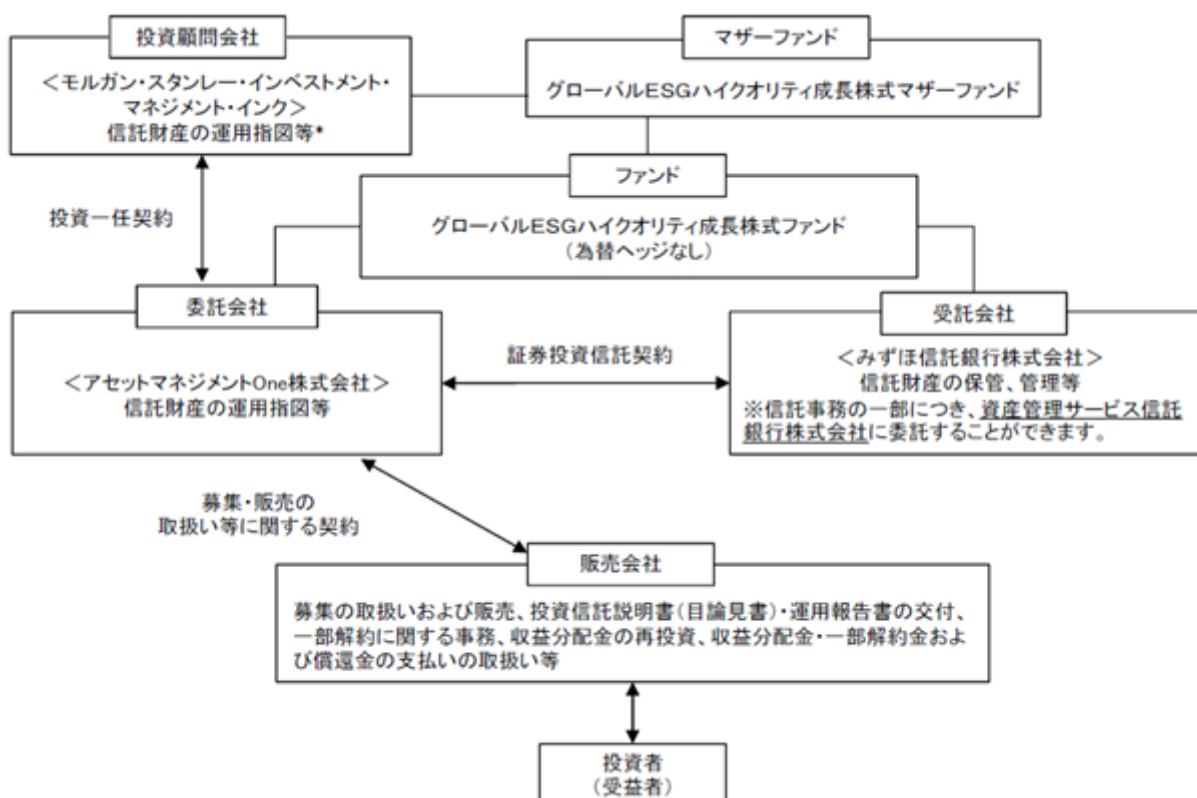 投資顧問会社
<モルガン・スタンレー・インベストメント・
マネジメント・インク>
信託財産の運用指図等*
マザーファンド
グローバルESGハイクオリティ成長株式マザーファンド
ファンド
グローバルESGハイクオリティ成長株式ファンド
(為替ヘッジなし)
投資一任契約
委託会社
<アセットマネジメントOne株式会社>
信託財産の運用指図等
証券投資信託契約
受託会社
<みずほ信託銀行株式会社>
信託財産の保管、管理等
※信託事務の一部につき、資産管理サービス信託
銀行株式会社に委託することができます。
募集・販売の
取扱い等に関する契約
販売会社
募集の取扱いおよび販売、投資信託説明書(目論見書)・運用報告書の交付、
一部解約に関する事務、収益分配金の再投資、収益分配金・一部解約金およ
び償還金の支払いの取扱い等
投資者
(受益者)